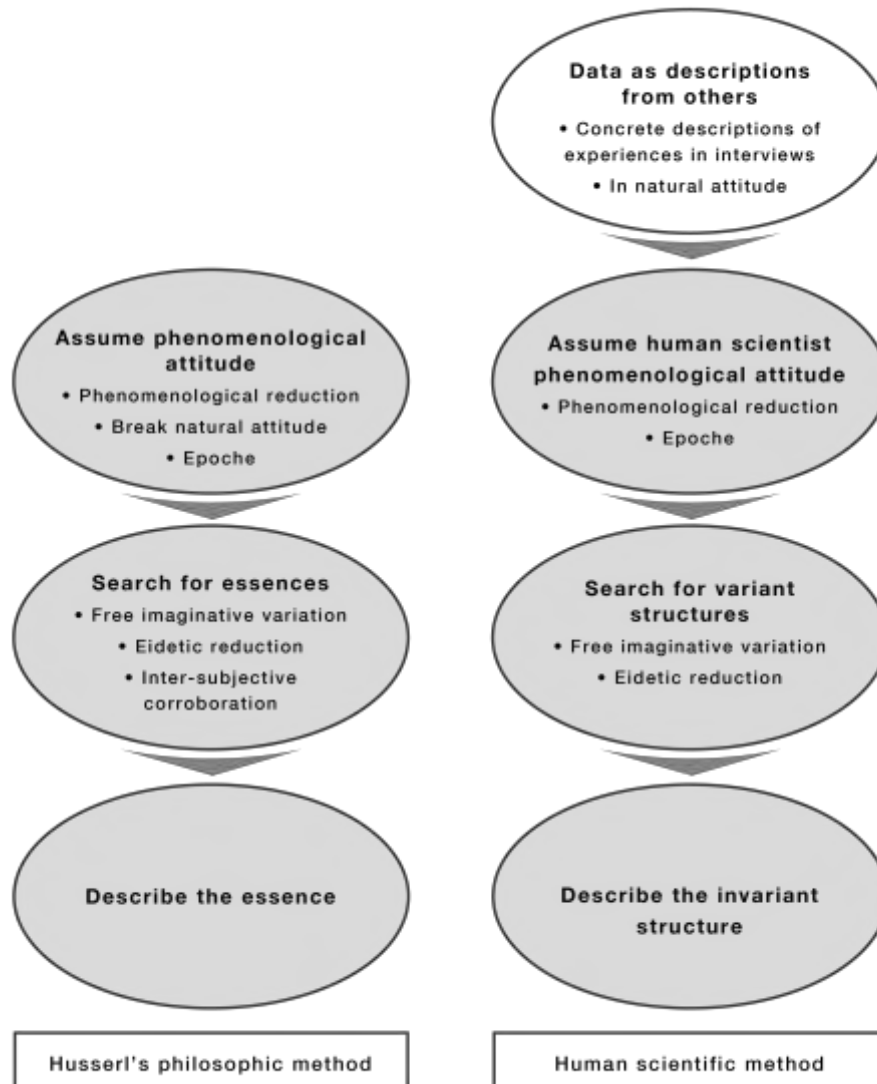 Data as descriptions
from others
• Concrete descriptions of
experiences in interviews
• In natural attitude
Assume phenomenological
attitude
• Phenomenological reduction
• Break natural attitude
• Epoche
Assume human scientist
phenomenological attitude
• Phenomenological reduction
• Epoche
Search for essences
• Free imaginative variation
• Eidetic reduction
• Inter-subjective
corroboration
Search for variant
structures
• Free imaginative variation
• Eidetic reduction
Describe the essence
Describe the invariant
structure
Husserl's philosophic method
Human scientific method